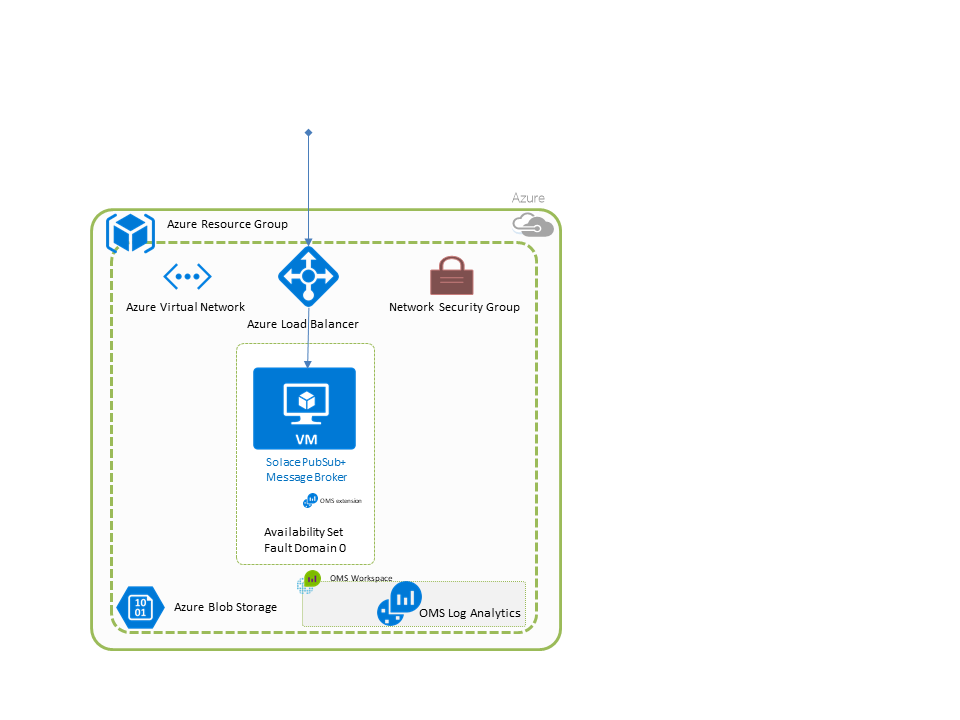 Azure
Azure Resource Group
Azure Virtual Network
Network Security Group
Azure Load Balancer
VM
Solace PubSub+
Message Broker
OMS extension
Availability Set
Fault Domain 0
OMS Workspace
10
01
Azure Blob Storage
OMS Log Analytics